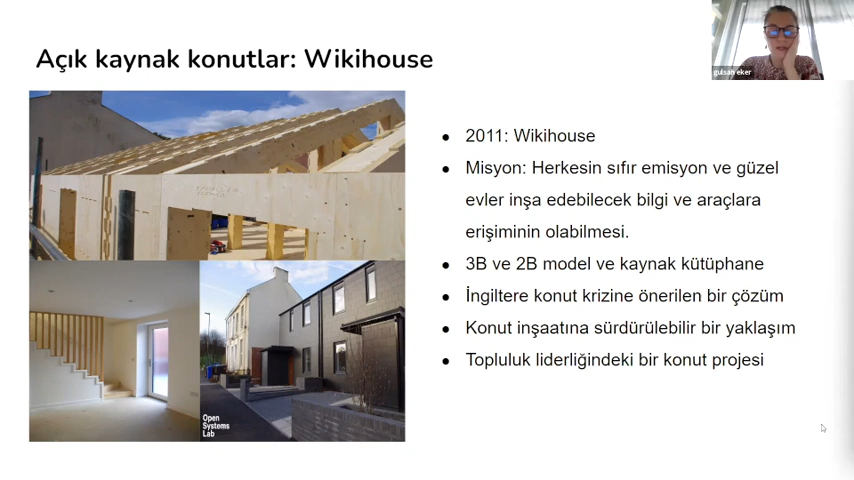 gulsan eker
Açık kaynak konutlar: Wikihouse
● 2011: Wikihouse
● Misyon: Herkesin sıfır emisyon ve güzel
evler inşa edebilecek bilgi ve araçlara
erişiminin olabilmesi.
● 3B ve 2B model ve kaynak kütüphane
● İngiltere konut krizine önerilen bir çözüm
● Konut inşaatına sürdürülebilir bir yaklaşım
● Topluluk liderliğindeki bir konut projesi
Open
Systems
Lab